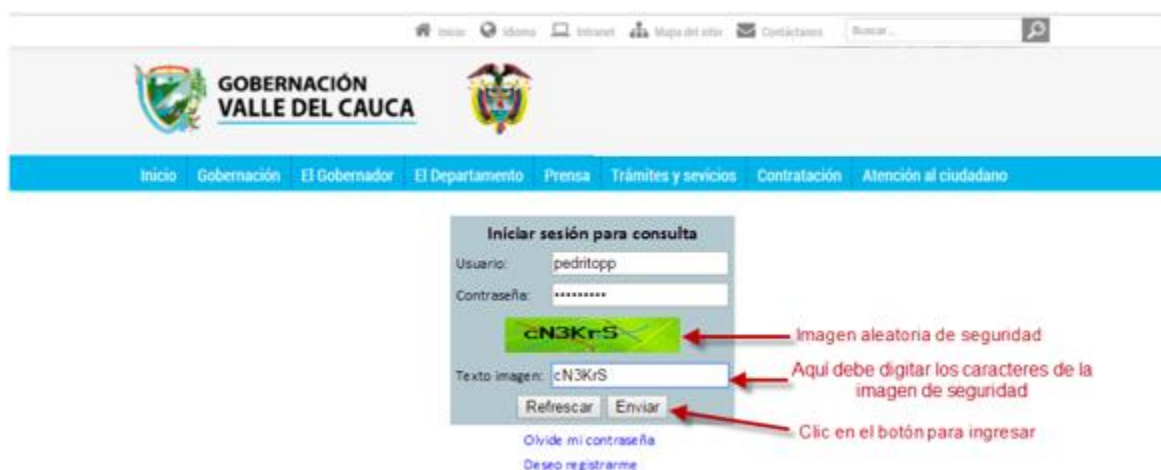 Inicio Idioma Intranet Mapa del sitio Contáctanos Buscar...
GOBERNACIÓN
VALLE DEL CAUCA
Inicio Gobernación El Gobernador El Departamento Prensa Trámites y sevicios Contratación Atención al ciudadano
Iniciar sesión para consulta
Usuario: pedritopp
Contraseña: •••••••••
cN3KrS
Imagen aleatoria de seguridad
Texto imagen: cN3KrS
Aquí debe digitar los caracteres de la
imagen de seguridad
Refrescar Enviar
Clic en el botón para ingresar
Olvide mi contraseña
Deseo registrarme